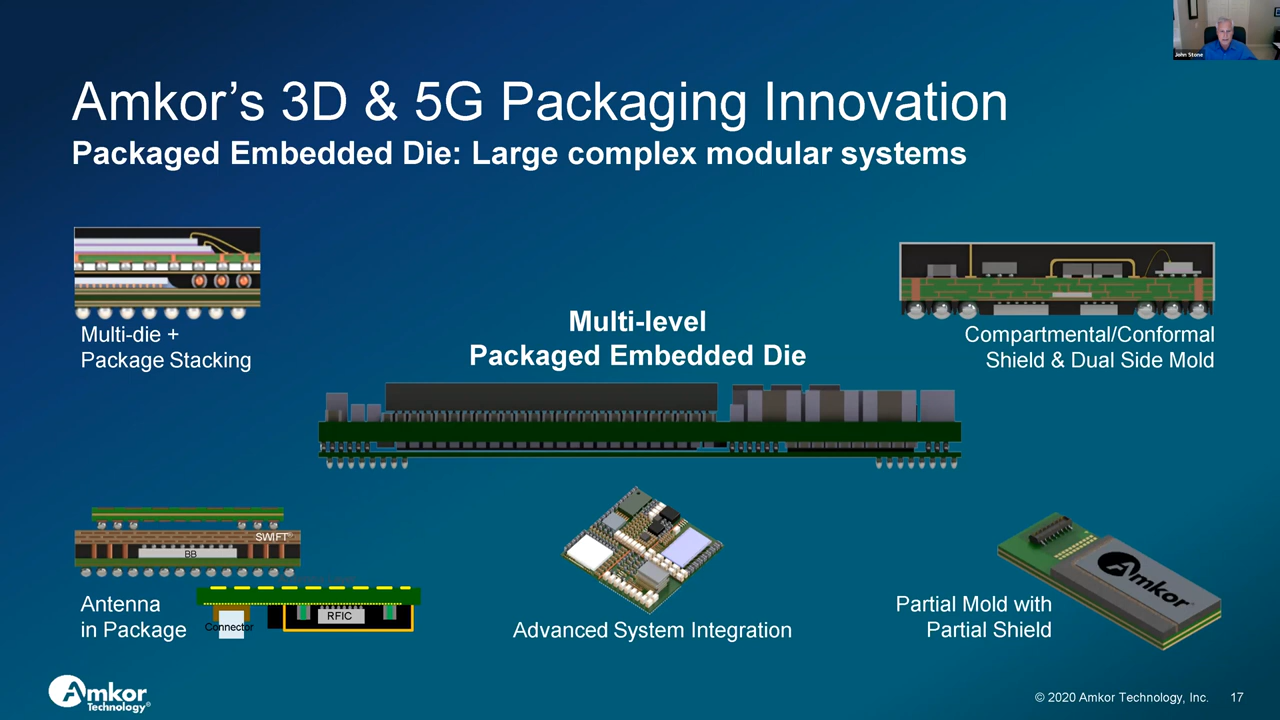 John Stone
Amkor's 3D & 5G Packaging Innovation
Packaged Embedded Die: Large complex modular systems
Multi-die +
Package Stacking
Multi-level
Packaged Embedded Die
Compartmental/Conformal
Shield & Dual Side Mold
SWIFT®
BB
Antenna
in Package
RFIC
Connector
Advanced System Integration
Partial Mold with
Partial Shield
Amkor
Amkor
Technology®
© 2020 Amkor Technology, Inc. 17